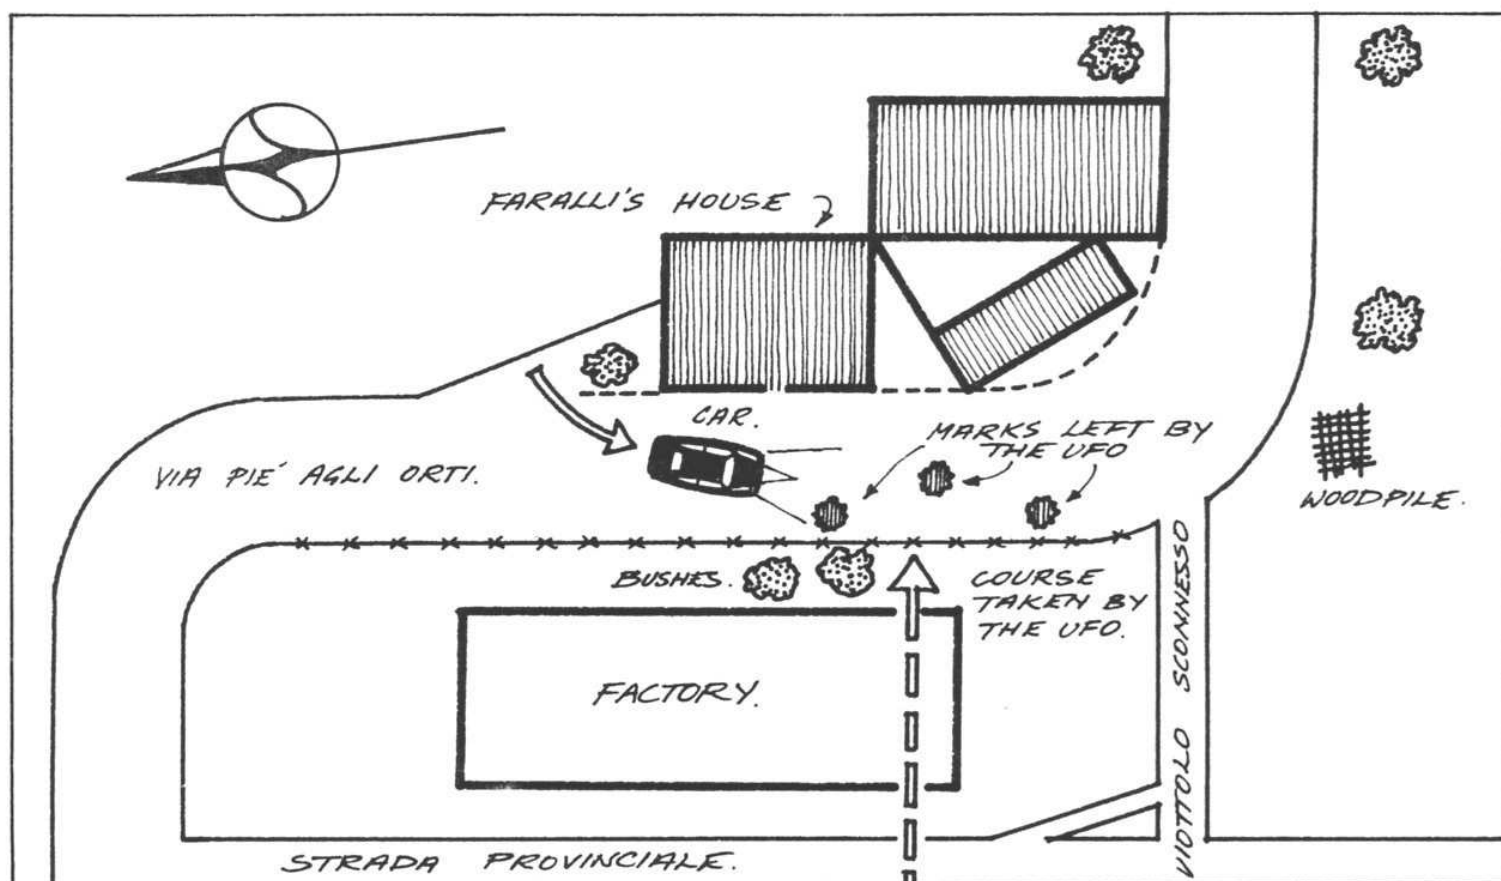 FARALLI'S HOUSE
CAR.
MARKS LEFT BY
THE UFO
VIA PIE' AGLI ORTI.
WOODPILE.
BUSHES.
COURSE
TAKEN BY
THE UFO.
FACTORY.
VIOTTOLO SCONNESSO
STRADA PROVINCIALE.